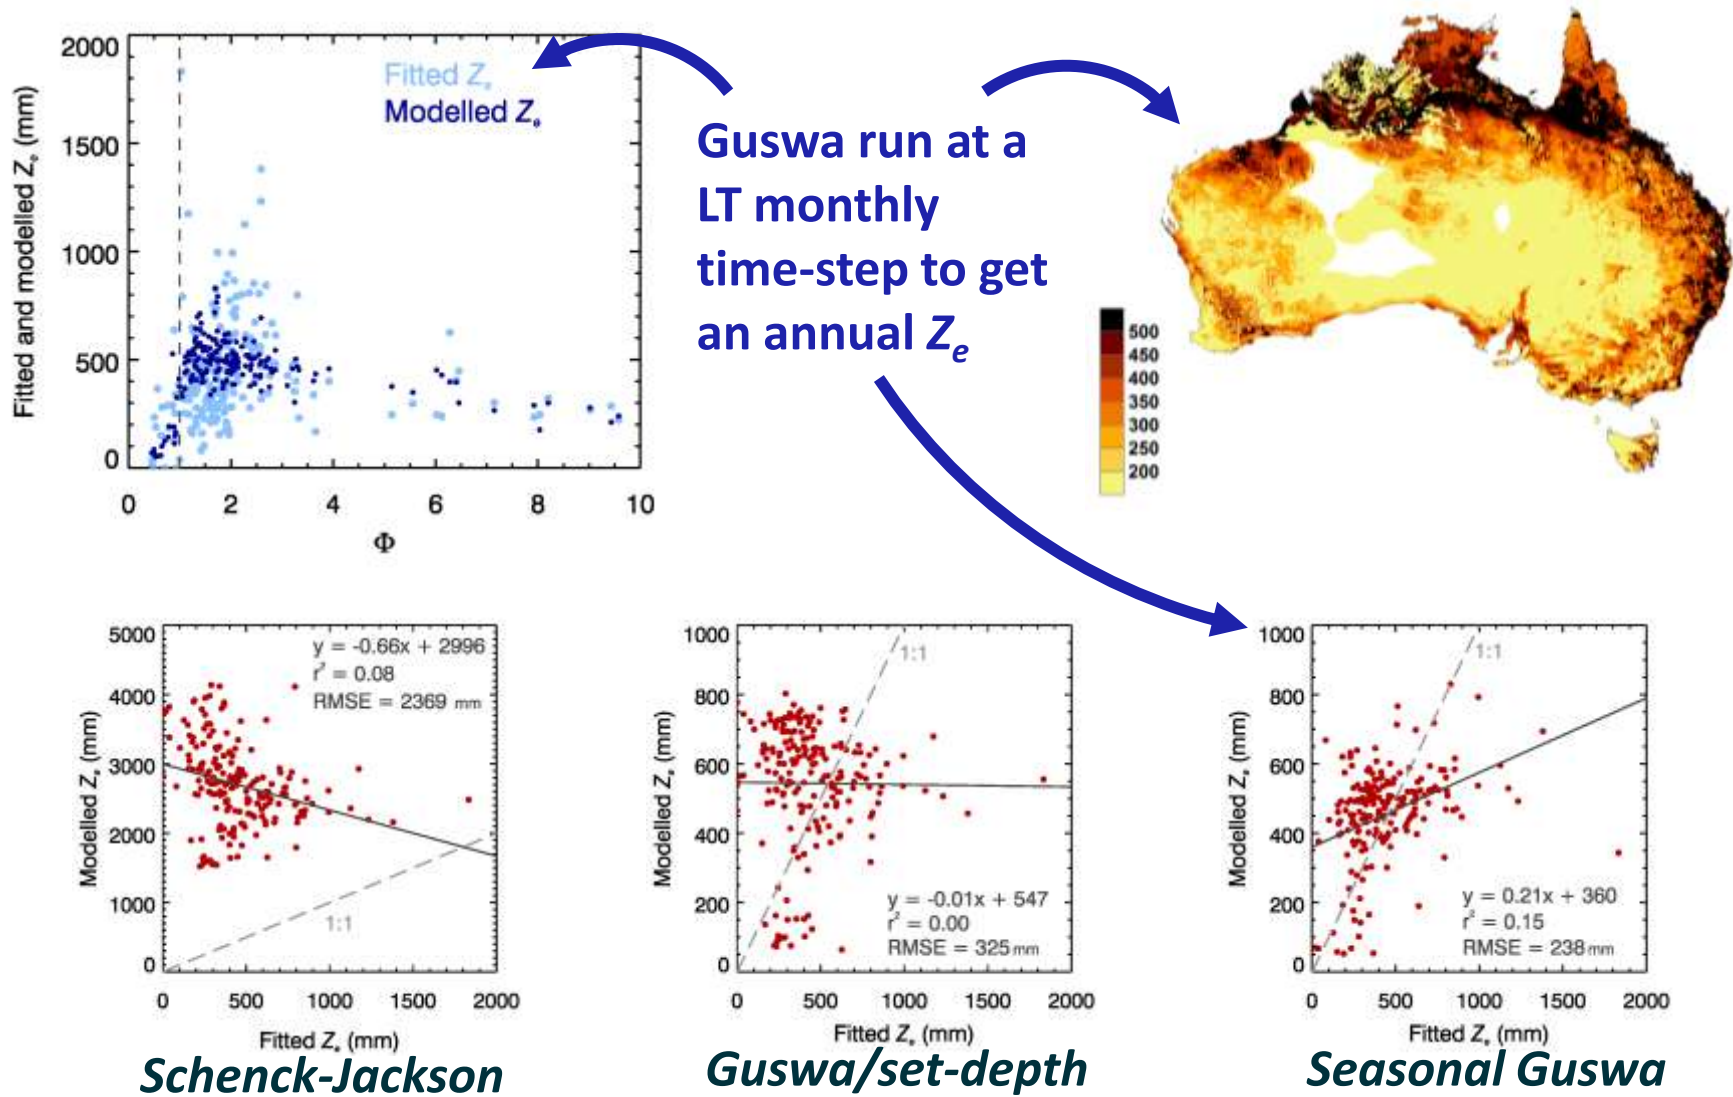 2000
1500
1000
500
0
0 2 4 6 8 10
Fitted and modelled Zₑ (mm)
Φ
Fitted Zₑ
Modelled Zₑ
Guswa run at a
LT monthly
time-step to get
an annual Zₑ
500
450
400
350
300
250
200
5000
4000
3000
2000
1000
0
0 500 1000 1500 2000
Modelled Zₑ (mm)
Fitted Zₑ (mm)
y = -0.66x + 2996
r² = 0.08
RMSE = 2369 mm
1:1
Schenck-Jackson
1000
800
600
400
200
0
0 500 1000 1500 2000
Modelled Zₑ (mm)
Fitted Zₑ (mm)
1:1
y = -0.01x + 547
r² = 0.00
RMSE = 325 mm
Guswa/set-depth
1000
800
600
400
200
0
0 500 1000 1500 2000
Modelled Zₑ (mm)
Fitted Zₑ (mm)
1:1
y = 0.21x + 360
r² = 0.15
RMSE = 238 mm
Seasonal Guswa